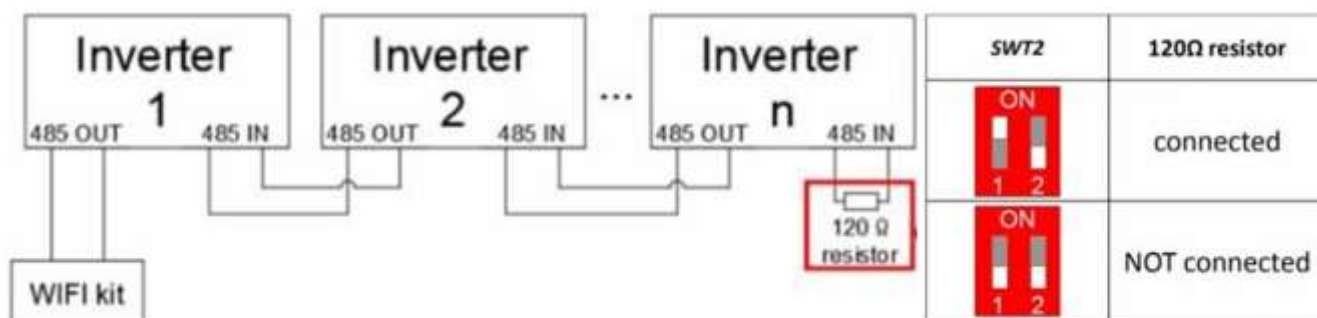 Inverter
1
485 OUT 485 IN
Inverter
2
485 OUT 485 IN
...
Inverter
n
485 OUT 485 IN
120 Ω
resistor
WIFI kit
SWT2 120Ω resistor
ON
1 2
connected
ON
1 2
NOT connected